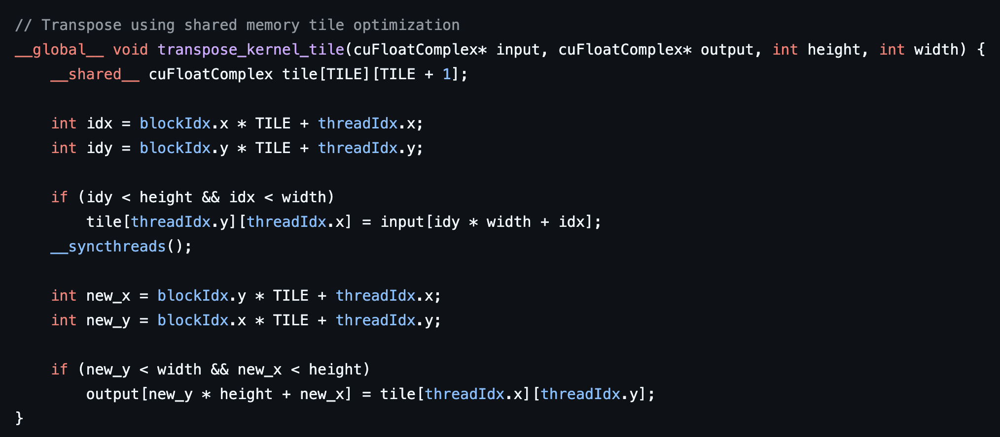 // Transpose using shared memory tile optimization
__global__ void transpose_kernel_tile(cuFloatComplex* input, cuFloatComplex* output, int height, int width) {
    __shared__ cuFloatComplex tile[TILE][TILE + 1];

    int idx = blockIdx.x * TILE + threadIdx.x;
    int idy = blockIdx.y * TILE + threadIdx.y;

    if (idy < height && idx < width)
        tile[threadIdx.y][threadIdx.x] = input[idy * width + idx];
    __syncthreads();

    int new_x = blockIdx.y * TILE + threadIdx.x;
    int new_y = blockIdx.x * TILE + threadIdx.y;

    if (new_y < width && new_x < height)
        output[new_y * height + new_x] = tile[threadIdx.x][threadIdx.y];
}